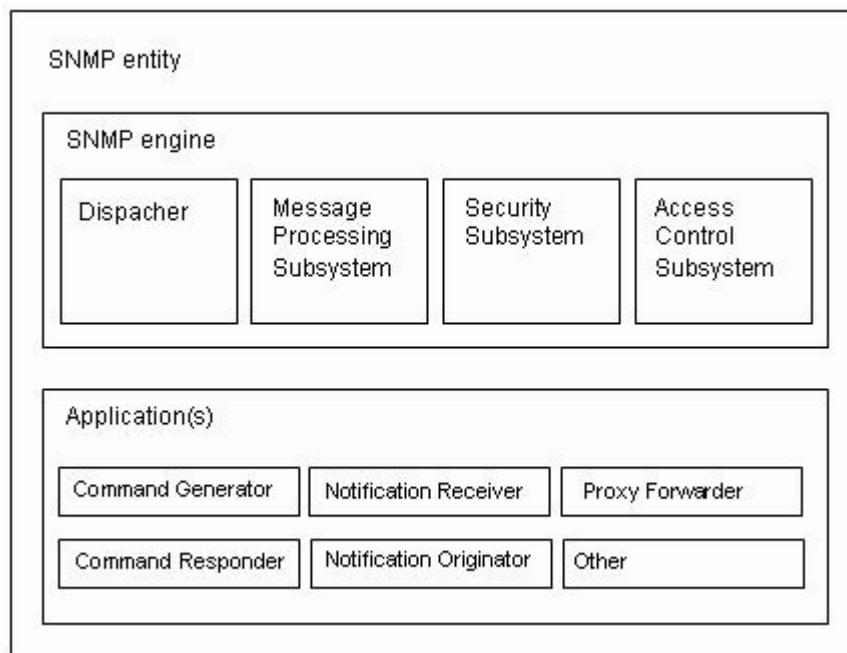 SNMP entity
SNMP engine
Dispacher
Message
Processing
Subsystem
Security
Subsystem
Access
Control
Subsystem
Application(s)
Command Generator
Notification Receiver
Proxy Forwarder
Command Responder
Notification Originator
Other